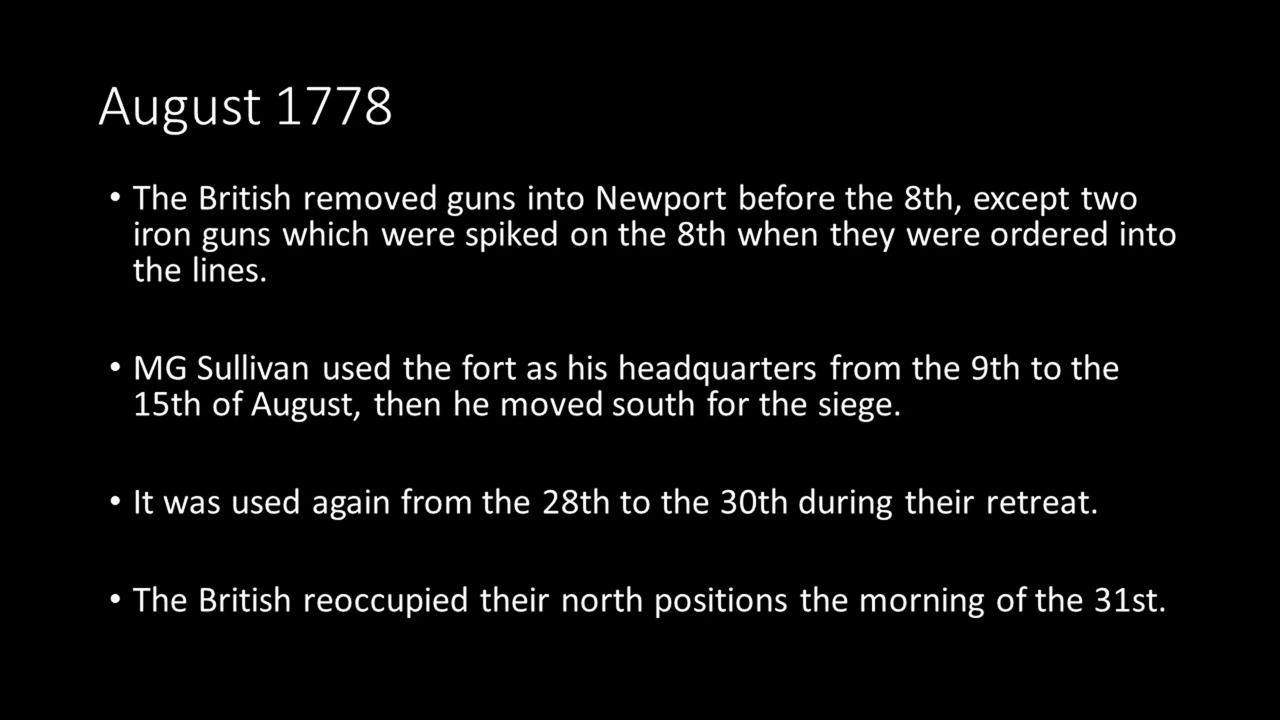 August 1778
• The British removed guns into Newport before the 8th, except two
iron guns which were spiked on the 8th when they were ordered into
the lines.
• MG Sullivan used the fort as his headquarters from the 9th to the
15th of August, then he moved south for the siege.
• It was used again from the 28th to the 30th during their retreat.
• The British reoccupied their north positions the morning of the 31st.